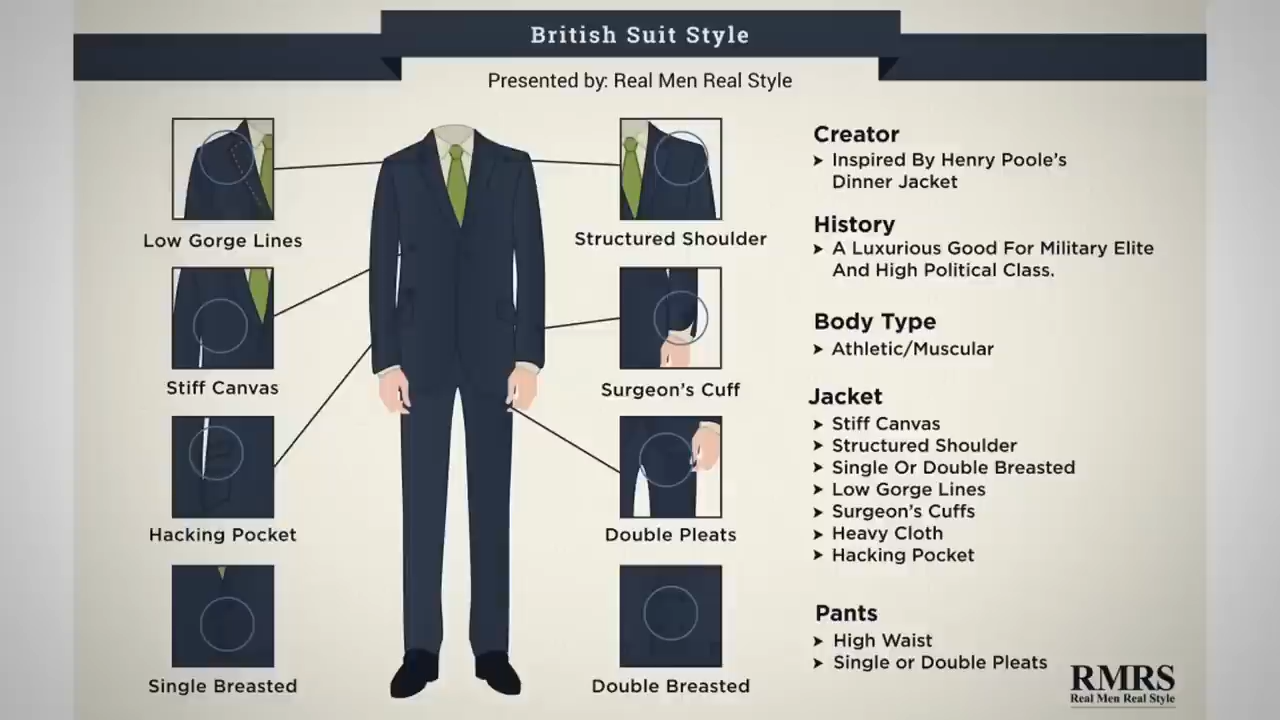 British Suit Style
Presented by: Real Men Real Style
Low Gorge Lines
Stiff Canvas
Hacking Pocket
Single Breasted
Structured Shoulder
Surgeon's Cuff
Double Pleats
Double Breasted
Creator
➤ Inspired By Henry Poole's
Dinner Jacket
History
➤ A Luxurious Good For Military Elite
And High Political Class.
Body Type
➤ Athletic/Muscular
Jacket
➤ Stiff Canvas
➤ Structured Shoulder
➤ Single Or Double Breasted
➤ Low Gorge Lines
➤ Surgeon's Cuffs
➤ Heavy Cloth
➤ Hacking Pocket
Pants
➤ High Waist
➤ Single or Double Pleats
RMRS
Real Men Real Style